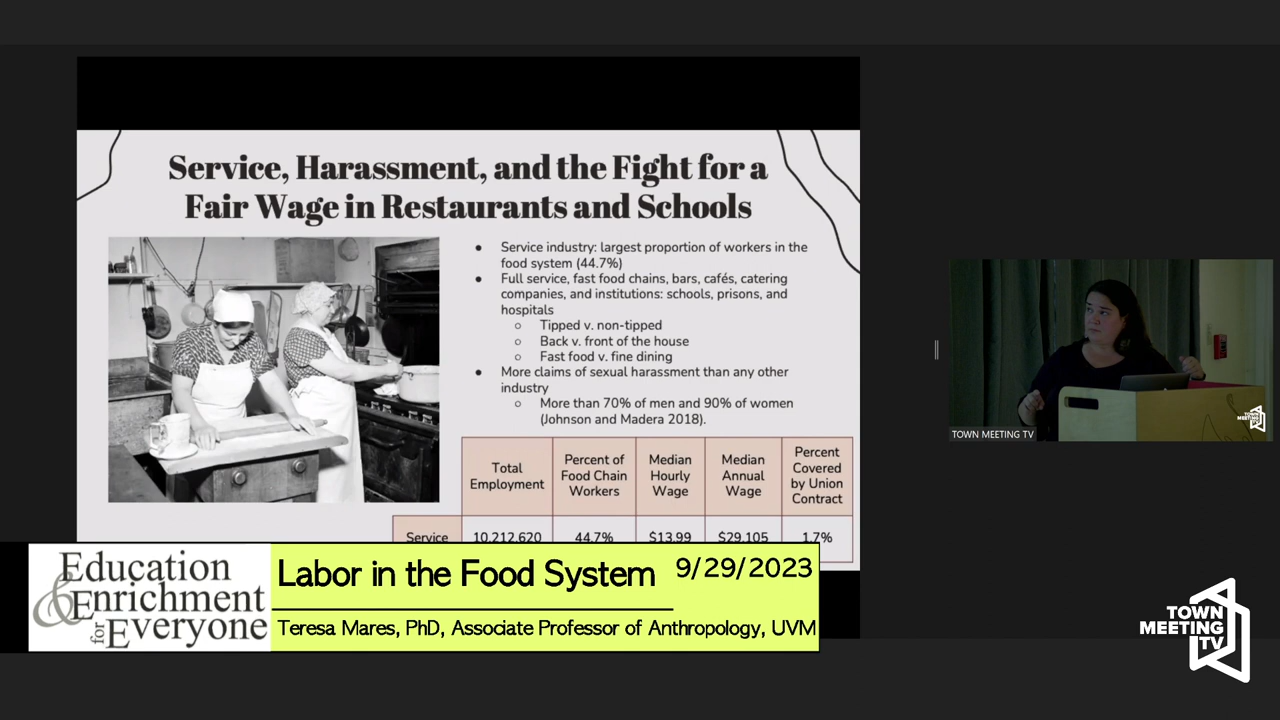 Service, Harassment, and the Fight for a
Fair Wage in Restaurants and Schools
● Service industry: largest proportion of workers in the
food system (44.7%)
● Full service, fast food chains, bars, cafés, catering
companies, and institutions: schools, prisons, and
hospitals
○ Tipped v. non-tipped
○ Back v. front of the house
○ Fast food v. fine dining
● More claims of sexual harassment than any other
industry
○ More than 70% of men and 90% of women
(Johnson and Madera 2018).
Total
Employment
Percent of
Food Chain
Workers
Median
Hourly
Wage
Median
Annual
Wage
Percent
Covered
by Union
Contract
Service 10,212,620 44.7% $13.99 $29,105 1.7%
TOWN MEETING TV
TOWN
MEETING
TV
Education
& Enrichment
for Everyone
Labor in the Food System 9/29/2023
Teresa Mares, PhD, Associate Professor of Anthropology, UVM
TOWN
MEETING
TV